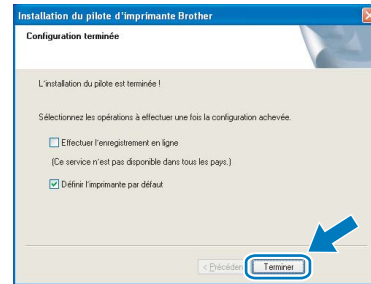 Installation du pilote d'imprimante Brother
Configuration terminée
L'installation du pilote est terminée !
Sélectionnez les opérations à effectuer une fois la configuration achevée.
Effectuer l'enregistrement en ligne
(Ce service n'est pas disponible dans tous les pays.)
Définir l'imprimante par défaut
< Précéden Terminer